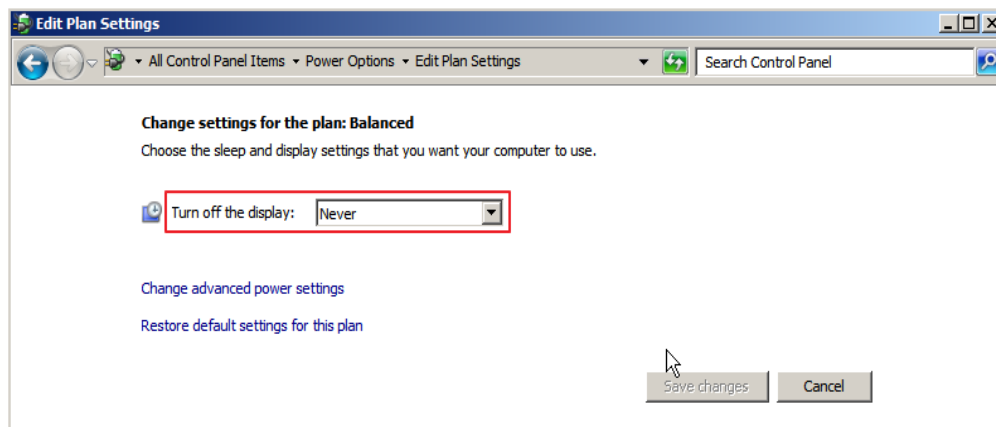 Edit Plan Settings
All Control Panel Items Power Options Edit Plan Settings Search Control Panel
Change settings for the plan: Balanced
Choose the sleep and display settings that you want your computer to use.
Turn off the display: Never
Change advanced power settings
Restore default settings for this plan
Save changes Cancel